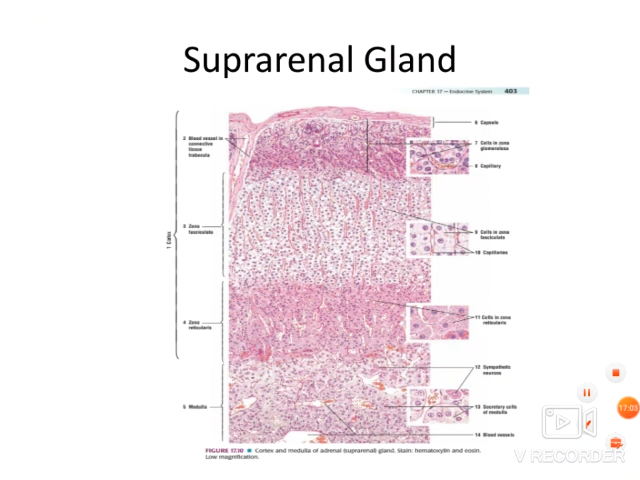 Suprarenal Gland
CHAPTER 17 — Endocrine System 403
6 Capsule
2 Blood vessel in
connective
tissue
trabecula
7 Cells in zona
glomerulosa
8 Capillary
3 Zona
fasciculata
9 Cells in zona
fasciculata
10 Capillaries
1 Cortex
4 Zona
reticularis
11 Cells in zona
reticularis
12 Sympathetic
neurons
5 Medulla
13 Secretory cells
of medulla
14 Blood vessels
FIGURE 17.10 ■ Cortex and medulla of adrenal (suprarenal) gland. Stain: hematoxylin and eosin.
Low magnification.
17:03
V RECORDER